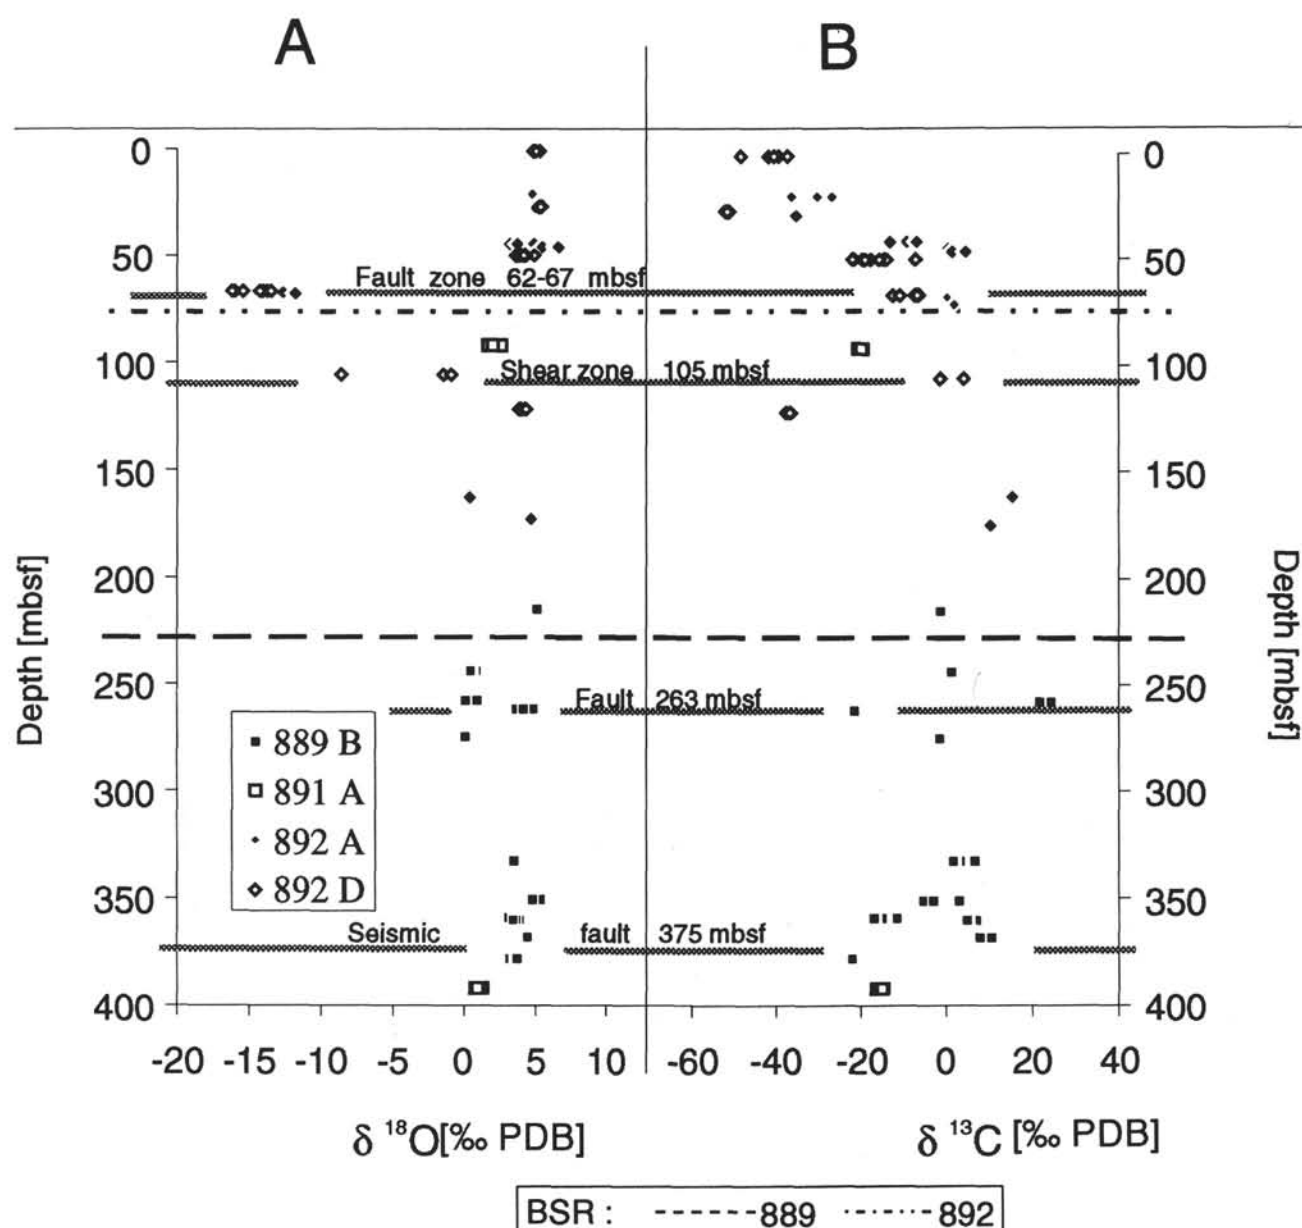 A B
0 0
50 50
Fault zone 62-67 mbsf
100 100
Shear zone 105 mbsf
150 150
200 200
250 250
Fault 263 mbsf
Depth [mbsf]
Depth [mbsf]
889 B
891 A
892 A
892 D
300 300
350 350
Seismic fault 375 mbsf
400 400
-20 -15 -10 -5 0 5 10 -60 -40 -20 0 20 40
δ 18O[‰ PDB] δ 13C [‰ PDB]
BSR : 889 892